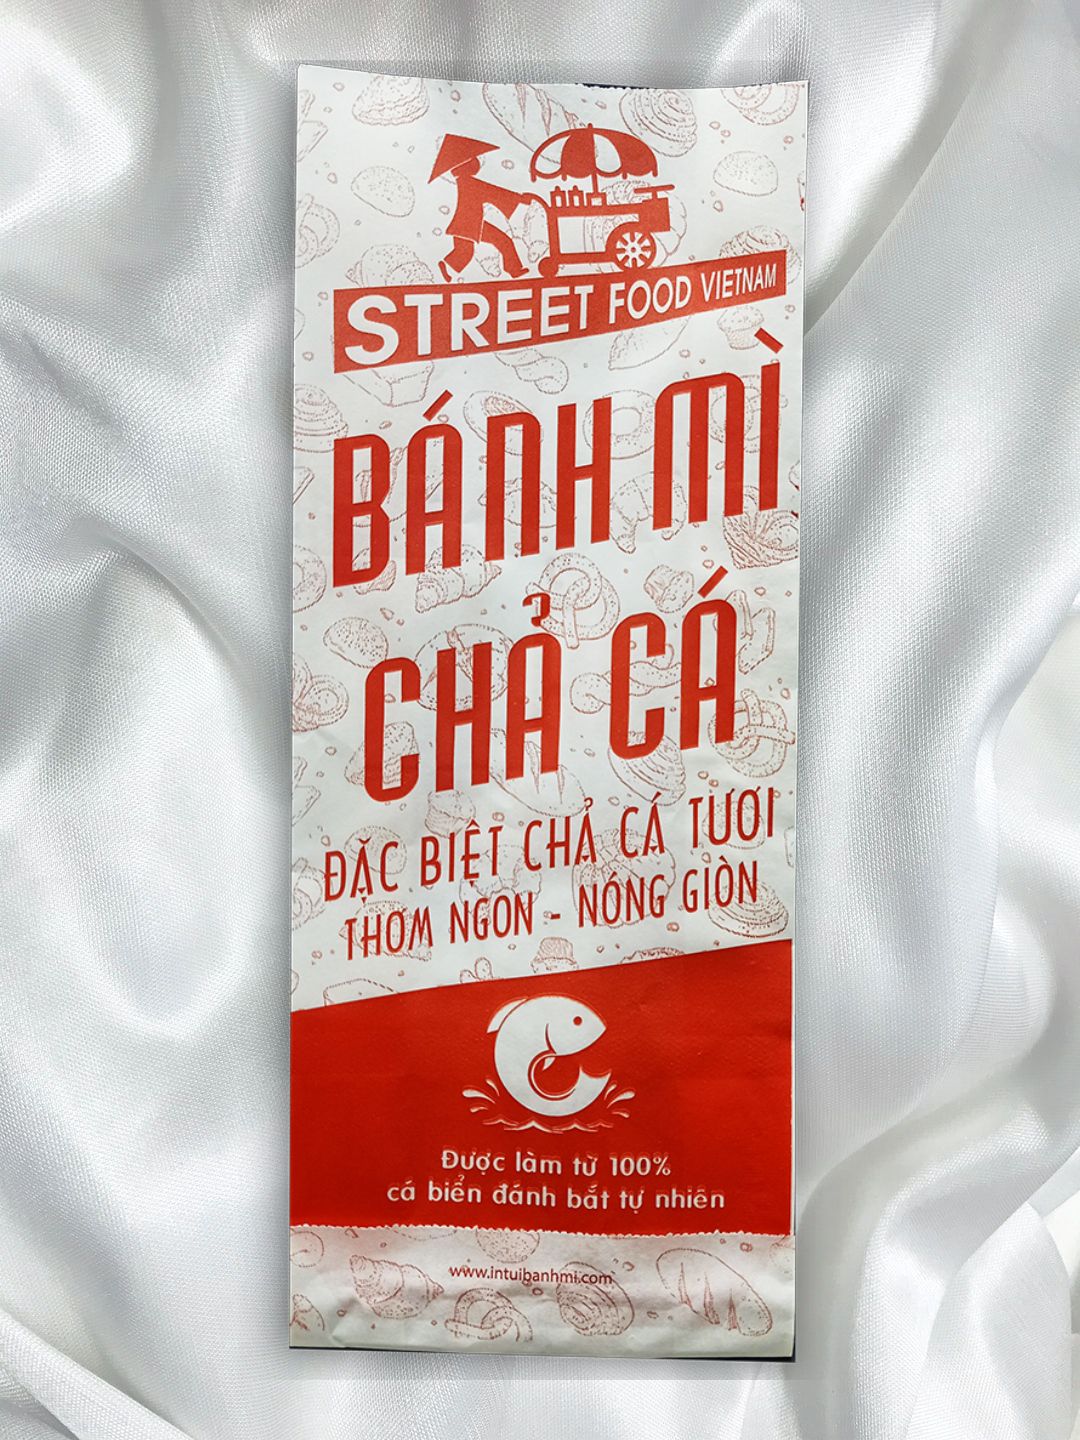 STREET FOOD VIETNAM
BÁNH MÌ
CHẢ CÁ
ĐẶC BIỆT CHẢ CÁ TƯƠI
THƠM NGON - NÓNG GIÒN
Được làm từ 100%
cá biển đánh bắt tự nhiên
www.intuibanhmi.com